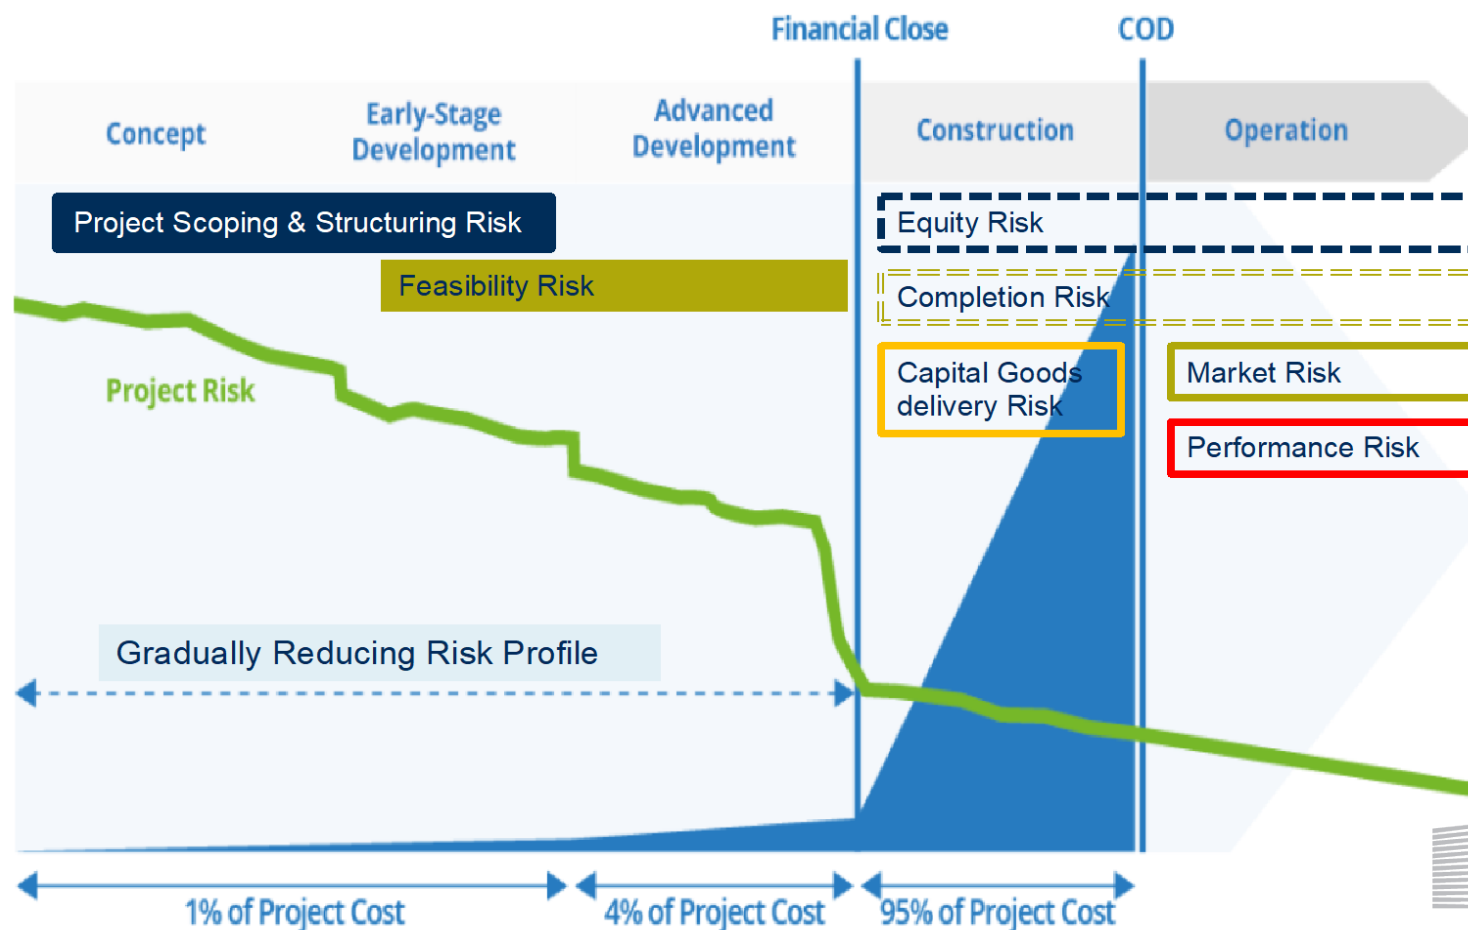 Financial Close
COD
Concept
Early-Stage
Development
Advanced
Development
Construction
Operation
Project Scoping & Structuring Risk
Equity Risk
Feasibility Risk
Completion Risk
Project Risk
Capital Goods
delivery Risk
Market Risk
Performance Risk
Gradually Reducing Risk Profile
1% of Project Cost
4% of Project Cost
95% of Project Cost